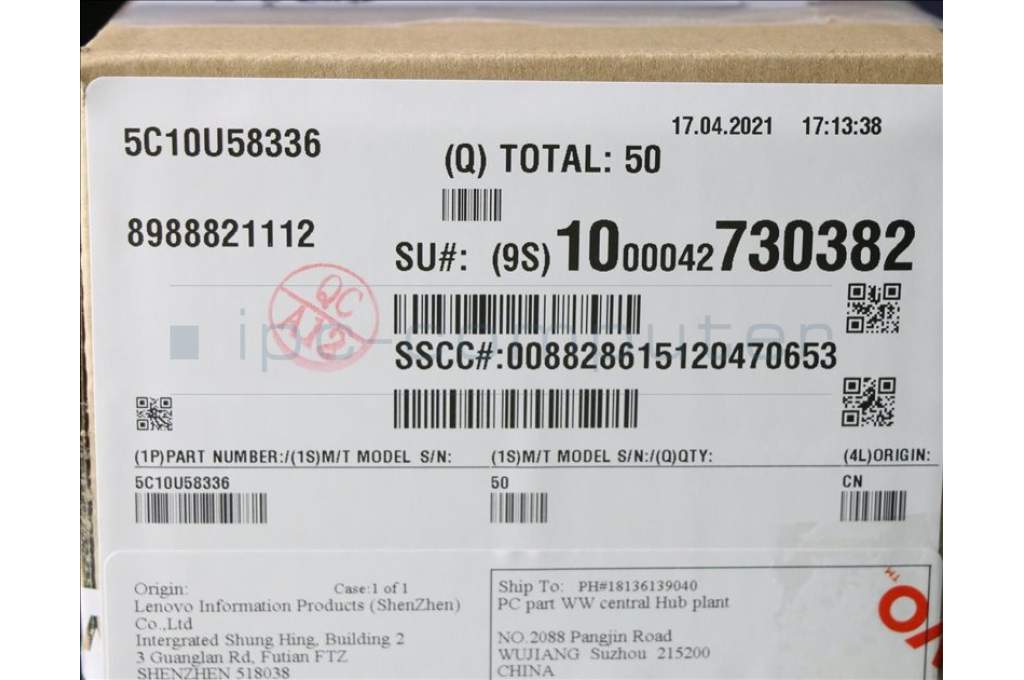 5C10U58336
17.04.2021 17:13:38
(Q) TOTAL: 50
8988821112
SU#: (9S) 1000042730382
QC
A12
ipc-computer
SSCC#:008828615120470653
(1P)PART NUMBER:/(1S)M/T MODEL S/N:
(1S)M/T MODEL S/N:/(Q)QTY:
(4L)ORIGIN:
5C10U58336
50
CN
Origin: Case:1 of 1
Lenovo Information Products (ShenZhen)
Co.,Ltd
Intergrated Shung Hing, Building 2
3 Guanglan Rd, Futian FTZ
SHENZHEN 518038
Ship To: PH#18136139040
PC part WW central Hub plant
NO.2088 Pangjin Road
WUJIANG Suzhou 215200
CHINA